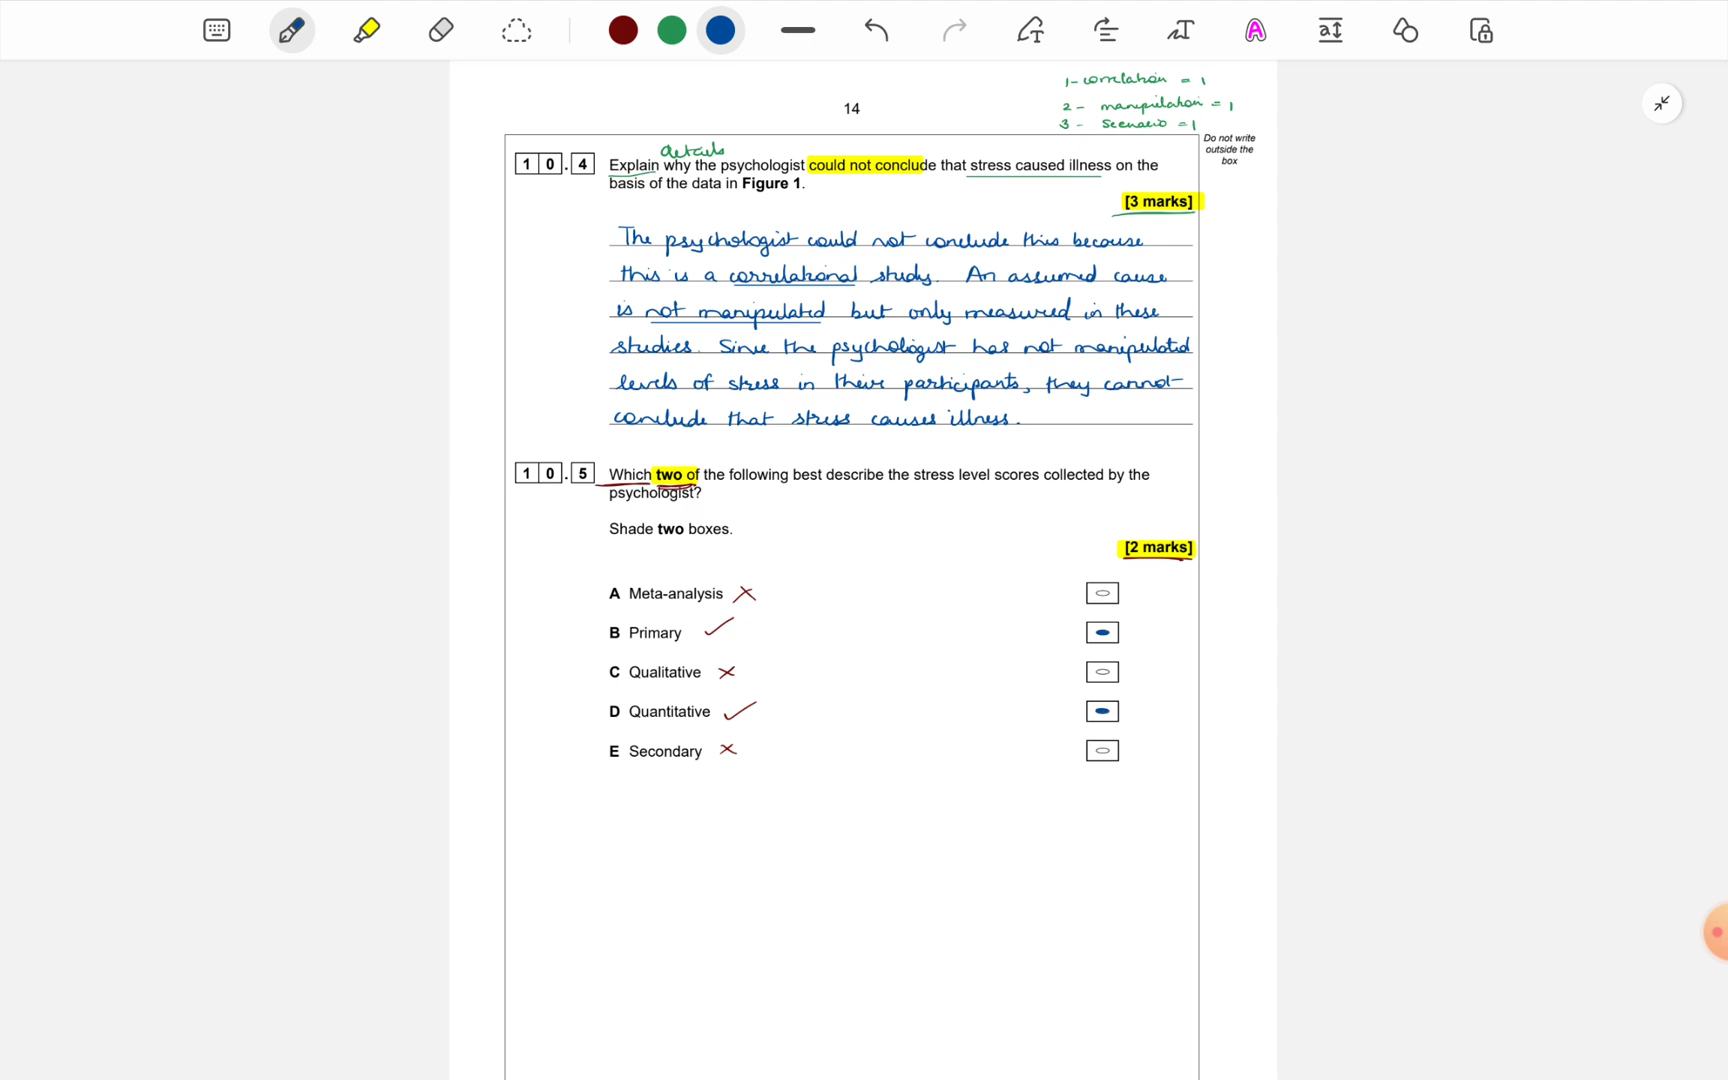 1- correlation = 1
14
2 - manipulation = 1
3 - Scenario = 1
Do not write
outside the
box
details
1 0 . 4 Explain why the psychologist could not conclude that stress caused illness on the
basis of the data in Figure 1.
[3 marks]
The psychologist could not conclude this because
this is a correlational study. An assumed cause
is not manipulated but only measured in these
studies. Since the psychologist has not manipulated
levels of stress in their participants, they cannot
conclude that stress causes illness.
1 0 . 5 Which two of the following best describe the stress level scores collected by the
psychologist?
Shade two boxes.
[2 marks]
A Meta-analysis
B Primary
C Qualitative
D Quantitative
E Secondary